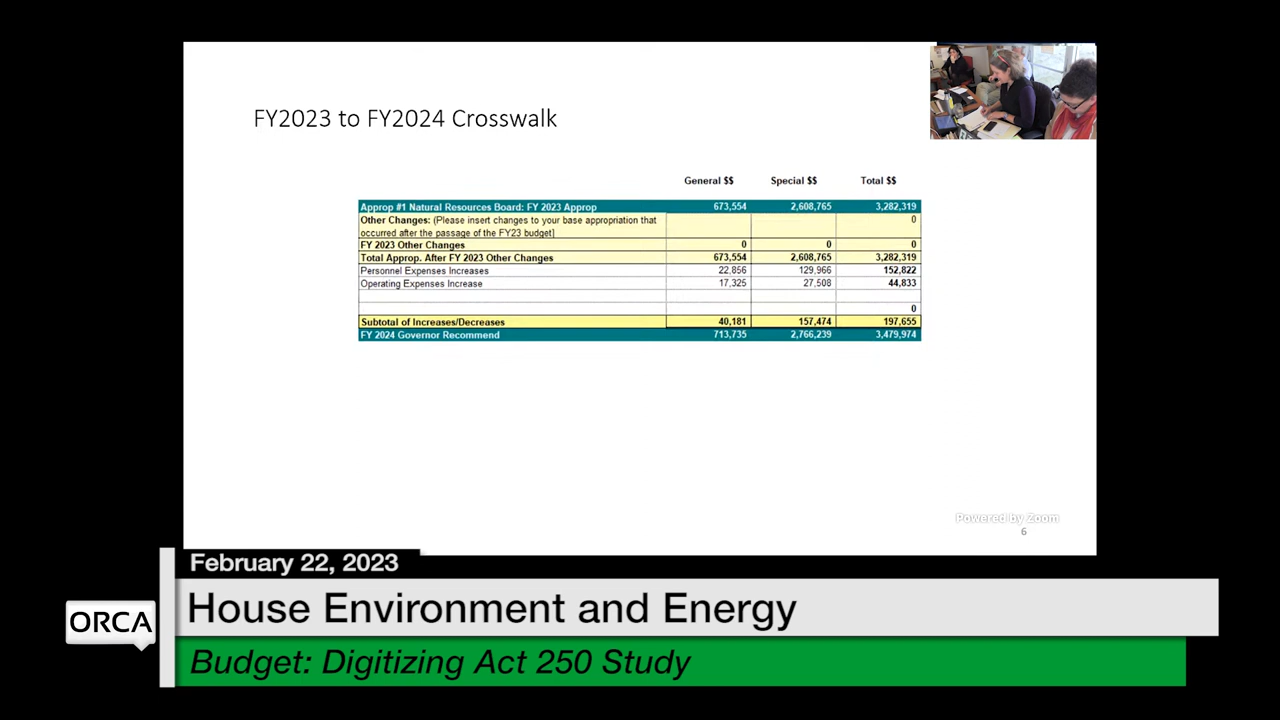 FY2023 to FY2024 Crosswalk
General $$ Special $$ Total $$
Approp #1 Natural Resources Board: FY 2023 Approp 673,554 2,608,765 3,282,319
Other Changes: (Please insert changes to your base appropriation that 0
occurred after the passage of the FY23 budget]
FY 2023 Other Changes 0 0 0
Total Approp. After FY 2023 Other Changes 673,554 2,608,765 3,282,319
Personnel Expenses Increases 22,856 129,966 152,822
Operating Expenses Increase 17,325 27,508 44,833
0
Subtotal of Increases/Decreases 40,181 157,474 197,655
FY 2024 Governor Recommend 713,735 2,766,239 3,479,974
Powered by Zoom
6
February 22, 2023
ORCA
House Environment and Energy
Budget: Digitizing Act 250 Study